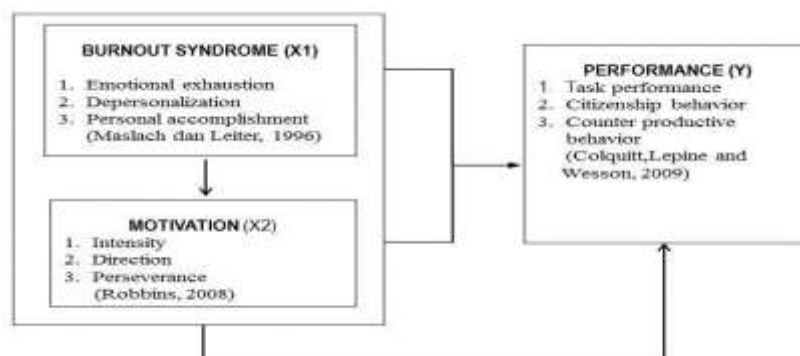 BURNOUT SYNDROME (X1)
1. Emotional exhaustion
2. Depersonalization
3. Personal accomplishment
(Maslach dan Leiter, 1996)
MOTIVATION (X2)
1. Intensity
2. Direction
3. Perseverance
(Robbins, 2008)
PERFORMANCE (Y)
1. Task performance
2. Citizenship behavior
3. Counter productive
behavior
(Colquitt,Lepine and
Wesson, 2009)